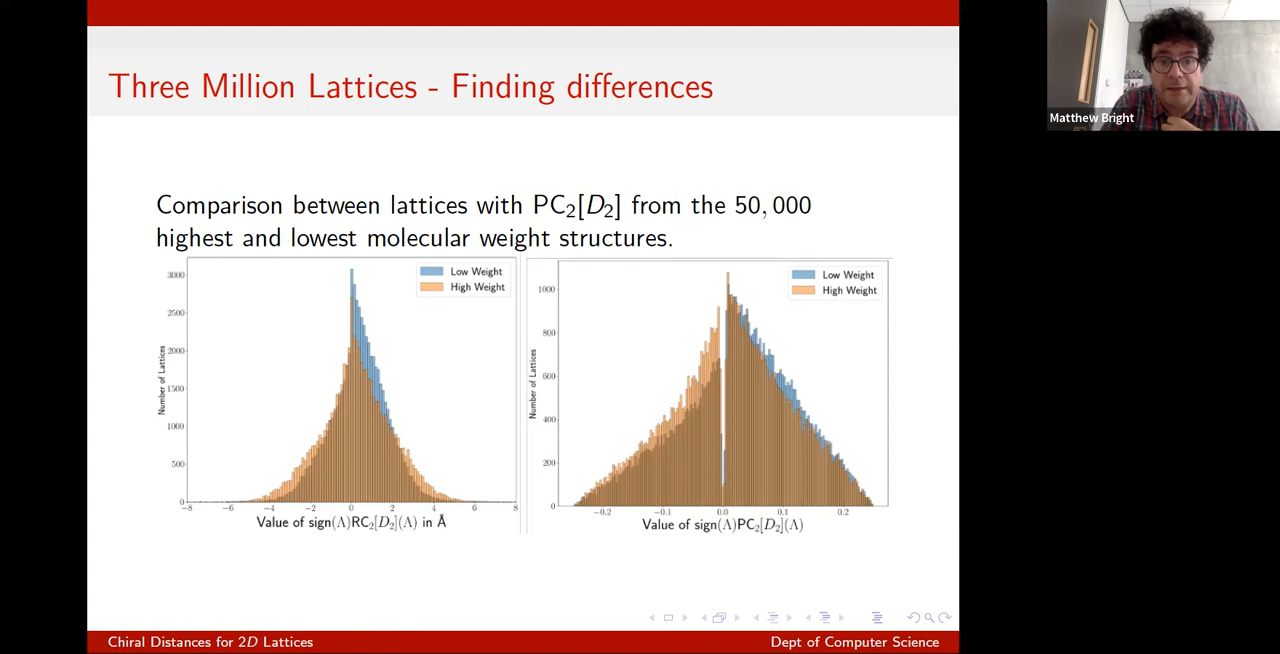 Three Million Lattices - Finding differences
Matthew Bright
Comparison between lattices with PC₂[D₂] from the 50,000
highest and lowest molecular weight structures.
Low Weight
High Weight
3000
2500
2000
1500
1000
500
0
Number of Lattices
−8 −6 −4 −2 0 2 4 6 8
Value of sign(Λ)RC₂[D₂](Λ) in Å
Low Weight
High Weight
1000
800
600
400
200
0
Number of Lattices
−0.2 −0.1 0.0 0.1 0.2
Value of sign(Λ)PC₂[D₂](Λ)
Chiral Distances for 2D Lattices
Dept of Computer Science